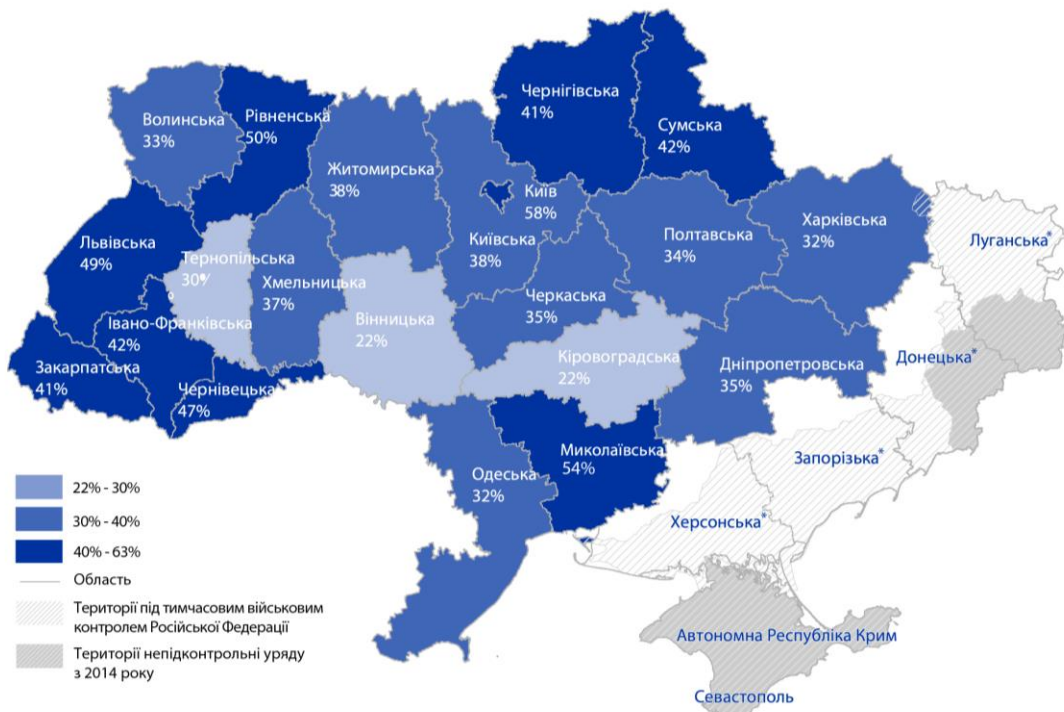 Волинська
33%
Рівненська
50%
Житомирська
38%
Чернігівська
41%
Сумська
42%
Київ
58%
Київська
38%
Львівська
49%
Тернопільська
30%
Хмельницька
37%
Вінницька
22%
Черкаська
35%
Полтавська
34%
Харківська
32%
Луганська*
Івано-Франківська
42%
Закарпатська
41%
Чернівецька
47%
Кіровоградська
22%
Дніпропетровська
35%
Донецька*
Одеська
32%
Миколаївська
54%
Запорізька*
Херсонська*
Автономна Республіка Крим
Севастополь
22% - 30%
30% - 40%
40% - 63%
Область
Території під тимчасовим військовим
контролем Російської Федерації
Території непідконтрольні уряду
з 2014 року